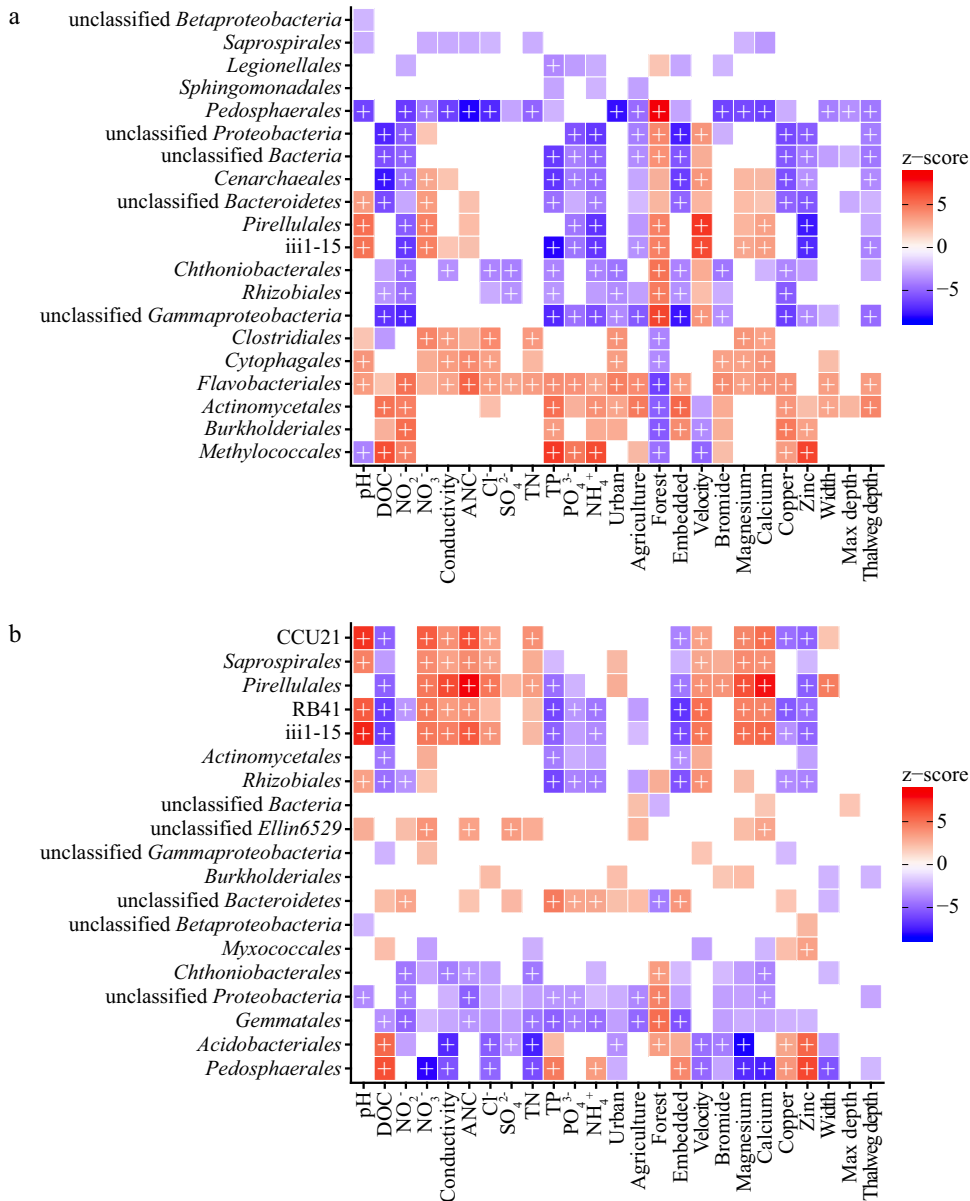 a
unclassified Betaproteobacteria
Saprospirales
Legionellales
Sphingomonadales
Pedosphaerales
unclassified Proteobacteria
unclassified Bacteria
Cenarchaeales
unclassified Bacteroidetes
Pirellulales
iii1-15
Chthoniobacterales
Rhizobiales
unclassified Gammaproteobacteria
Clostridiales
Cytophagales
Flavobacteriales
Actinomycetales
Burkholderiales
Methylococcales
pH
DOC
NO₂⁻
NO₃⁻
Conductivity
ANC
Cl⁻
SO₄²⁻
TN
TP
PO₄³⁻
NH₄⁺
Urban
Agriculture
Forest
Embedded
Velocity
Bromide
Magnesium
Calcium
Copper
Zinc
Width
Max depth
Thalweg depth
z−score
5
0
−5
b
CCU21
Saprospirales
Pirellulales
RB41
iii1-15
Actinomycetales
Rhizobiales
unclassified Bacteria
unclassified Ellin6529
unclassified Gammaproteobacteria
Burkholderiales
unclassified Bacteroidetes
unclassified Betaproteobacteria
Myxococcales
Chthoniobacterales
unclassified Proteobacteria
Gemmatales
Acidobacteriales
Pedosphaerales
pH
DOC
NO₂⁻
NO₃⁻
Conductivity
ANC
Cl⁻
SO₄²⁻
TN
TP
PO₄³⁻
NH₄⁺
Urban
Agriculture
Forest
Embedded
Velocity
Bromide
Magnesium
Calcium
Copper
Zinc
Width
Max depth
Thalweg depth
z−score
5
0
−5